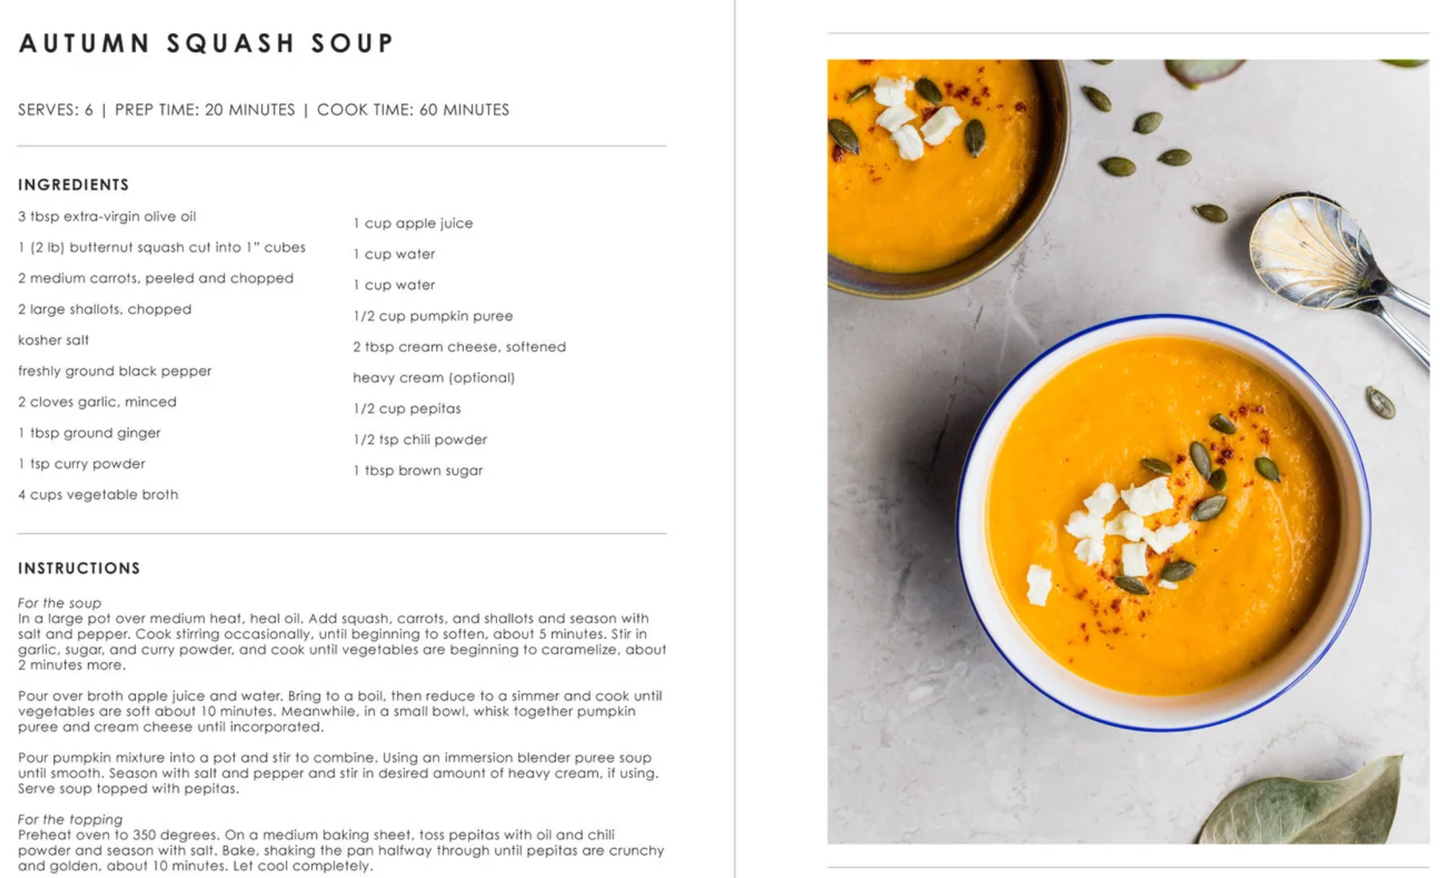 AUTUMN SQUASH SOUP
SERVES: 6 | PREP TIME: 20 MINUTES | COOK TIME: 60 MINUTES
INGREDIENTS
3 tbsp extra-virgin olive oil
1 (2 lb) butternut squash cut into 1” cubes
2 medium carrots, peeled and chopped
2 large shallots, chopped
kosher salt
freshly ground black pepper
2 cloves garlic, minced
1 tbsp ground ginger
1 tsp curry powder
4 cups vegetable broth
1 cup apple juice
1 cup water
1 cup water
1/2 cup pumpkin puree
2 tbsp cream cheese, softened
heavy cream (optional)
1/2 cup pepitas
1/2 tsp chili powder
1 tbsp brown sugar
INSTRUCTIONS
For the soup
In a large pot over medium heat, heal oil. Add squash, carrots, and shallots and season with
salt and pepper. Cook stirring occasionally, until beginning to soften, about 5 minutes. Stir in
garlic, sugar, and curry powder, and cook until vegetables are beginning to caramelize, about
2 minutes more.
Pour over broth apple juice and water. Bring to a boil, then reduce to a simmer and cook until
vegetables are soft about 10 minutes. Meanwhile, in a small bowl, whisk together pumpkin
puree and cream cheese until incorporated.
Pour pumpkin mixture into a pot and stir to combine. Using an immersion blender puree soup
until smooth. Season with salt and pepper and stir in desired amount of heavy cream, if using.
Serve soup topped with pepitas.
For the topping
Preheat oven to 350 degrees. On a medium baking sheet, toss pepitas with oil and chili
powder and season with salt. Bake, shaking the pan halfway through until pepitas are crunchy
and golden, about 10 minutes. Let cool completely.